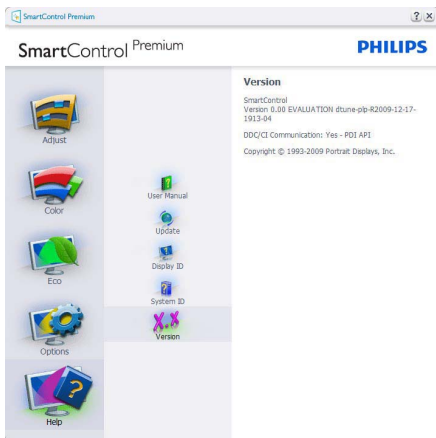 SmartControl Premium
? X
SmartControl Premium
PHILIPS
Adjust
Color
Eco
Options
Help
User Manual
Update
Display ID
System ID
X.X
Version
Version
SmartControl
Version 0.00 EVALUATION dtune-plp-R2009-12-17-
1913-04
DDC/CI Communication: Yes - PDI API
Copyright © 1993-2009 Portrait Displays, Inc.